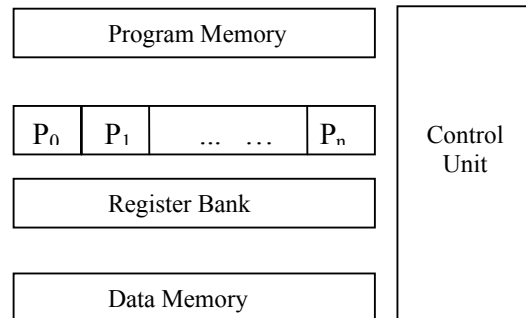 Program Memory
P₀ P₁ ... … Pₙ
Control
Unit
Register Bank
Data Memory